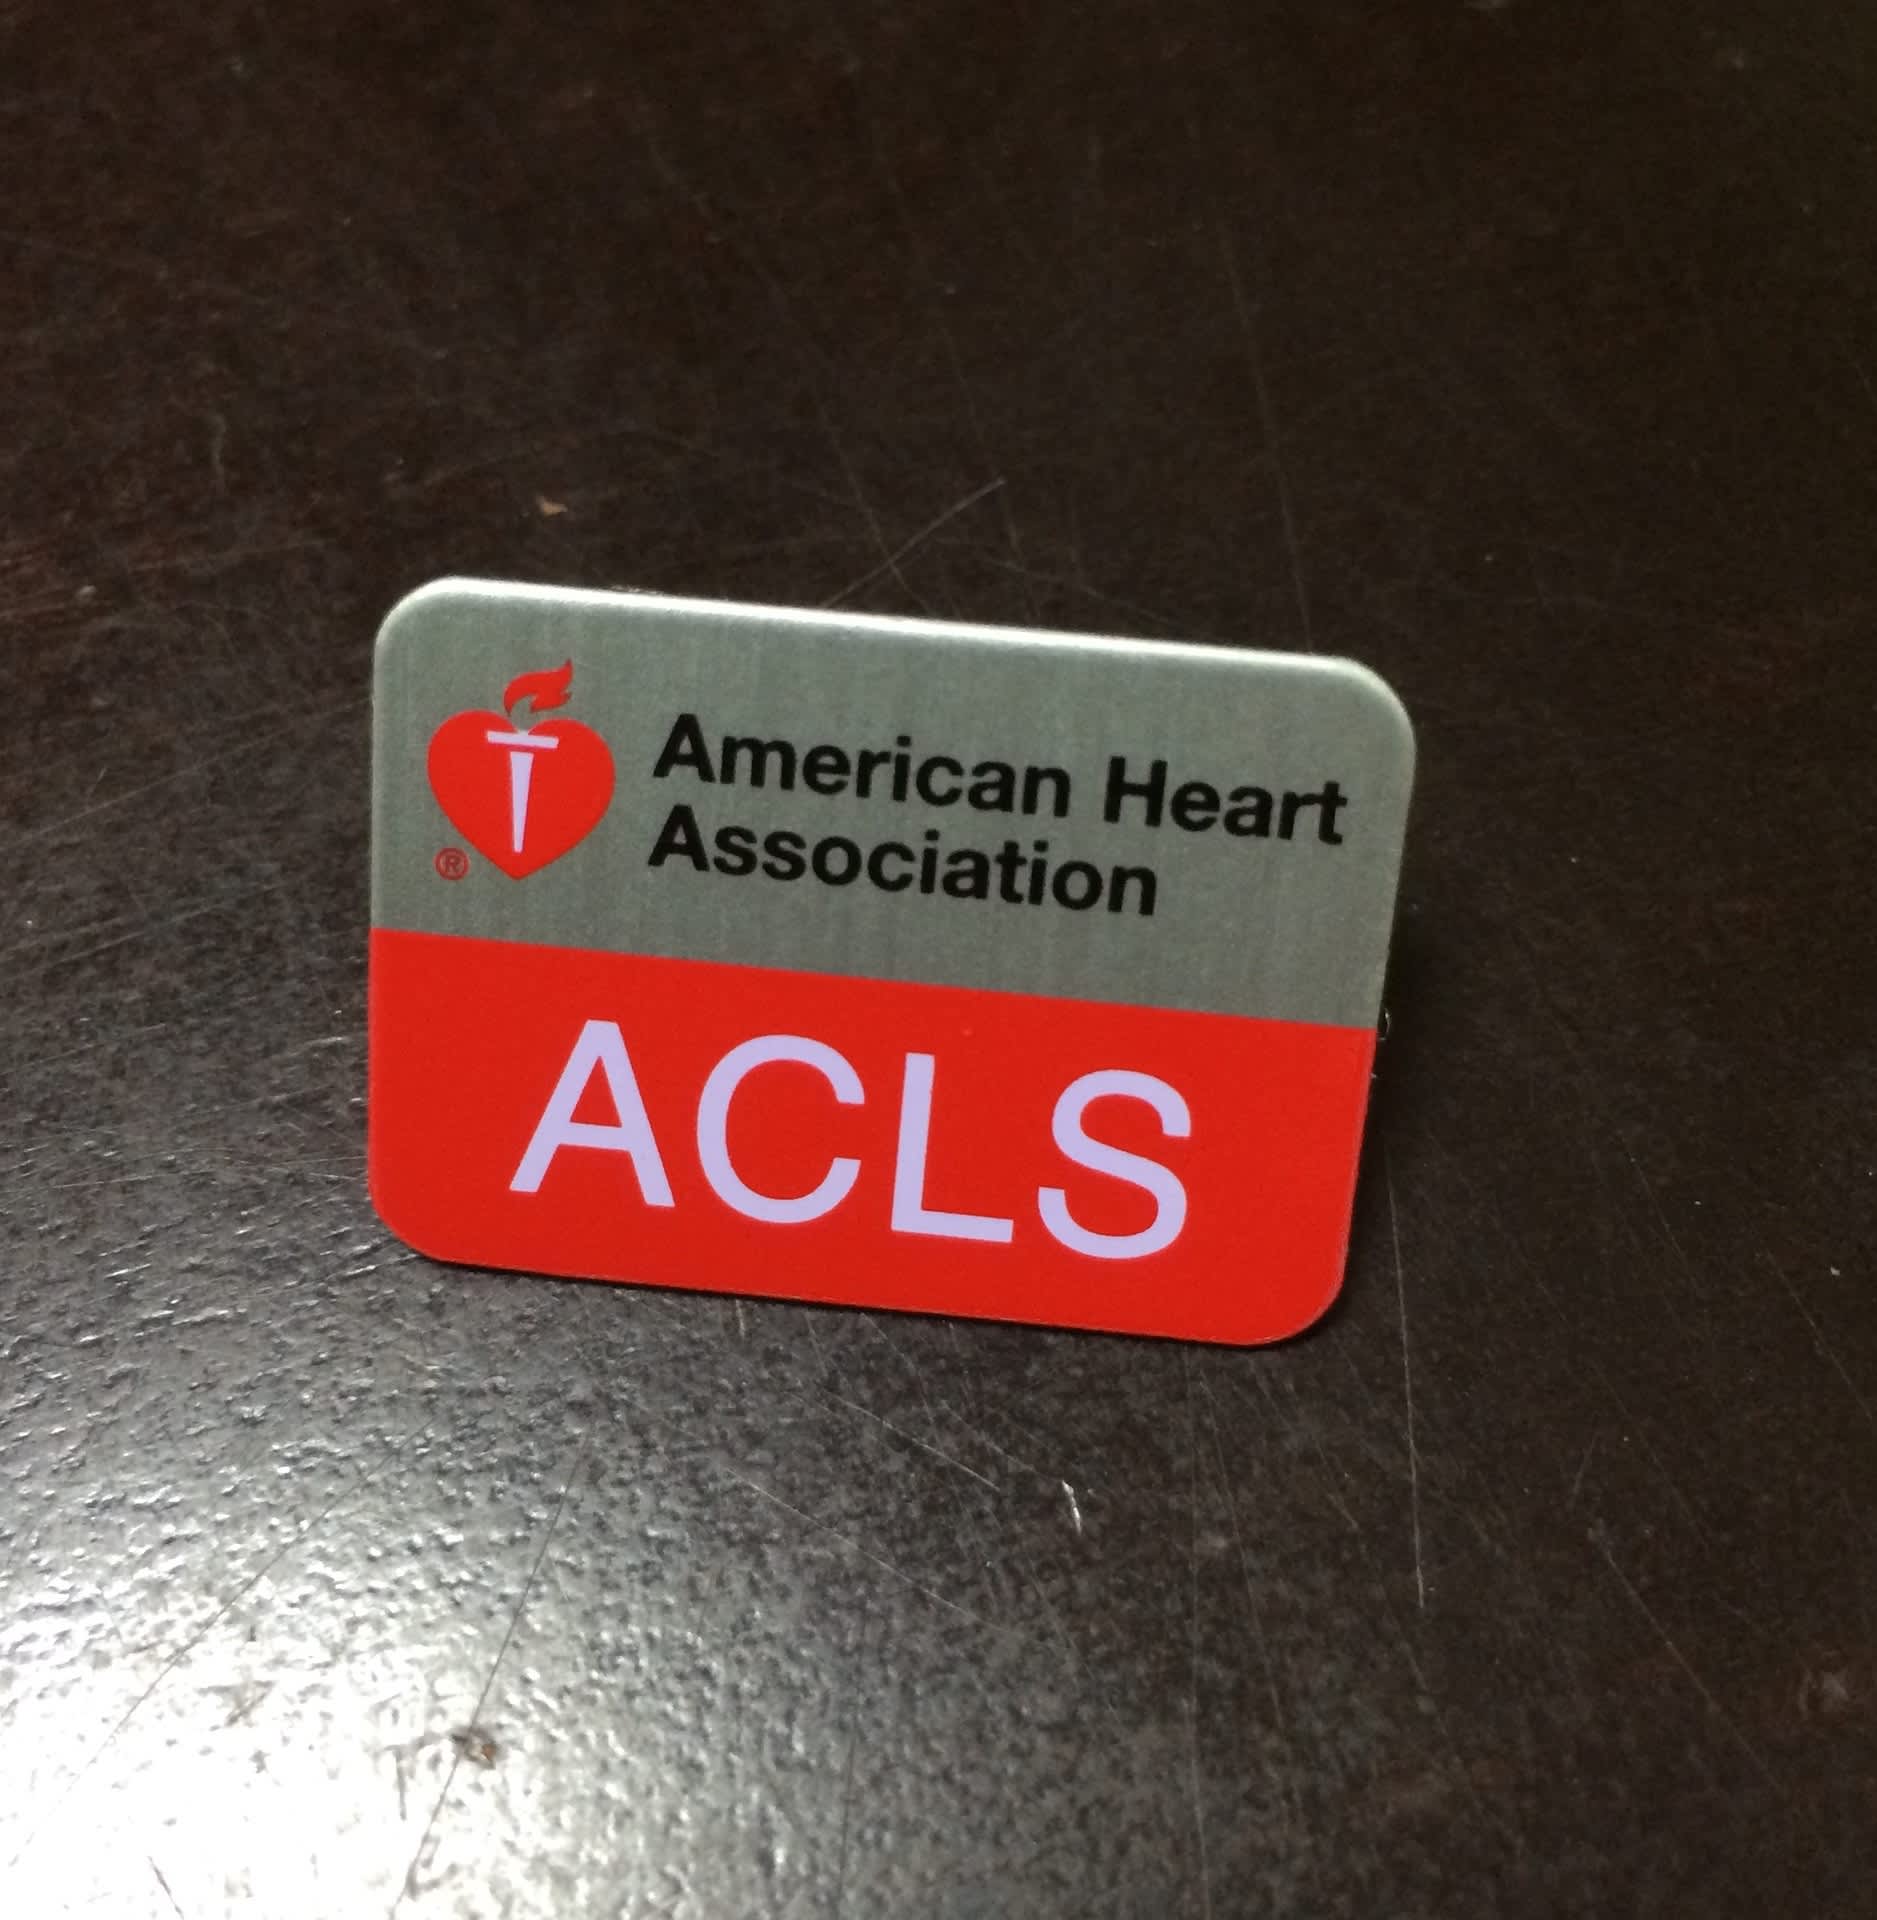 American Heart
Association
®
ACLS